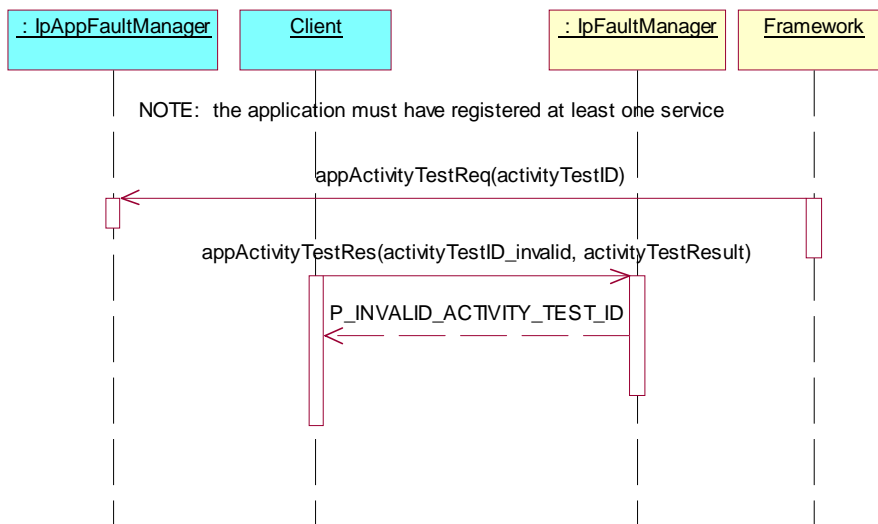 : IpAppFaultManager
Client
: IpFaultManager
Framework
NOTE: the application must have registered at least one service
appActivityTestReq(activityTestID)
appActivityTestRes(activityTestID_invalid, activityTestResult)
P_INVALID_ACTIVITY_TEST_ID